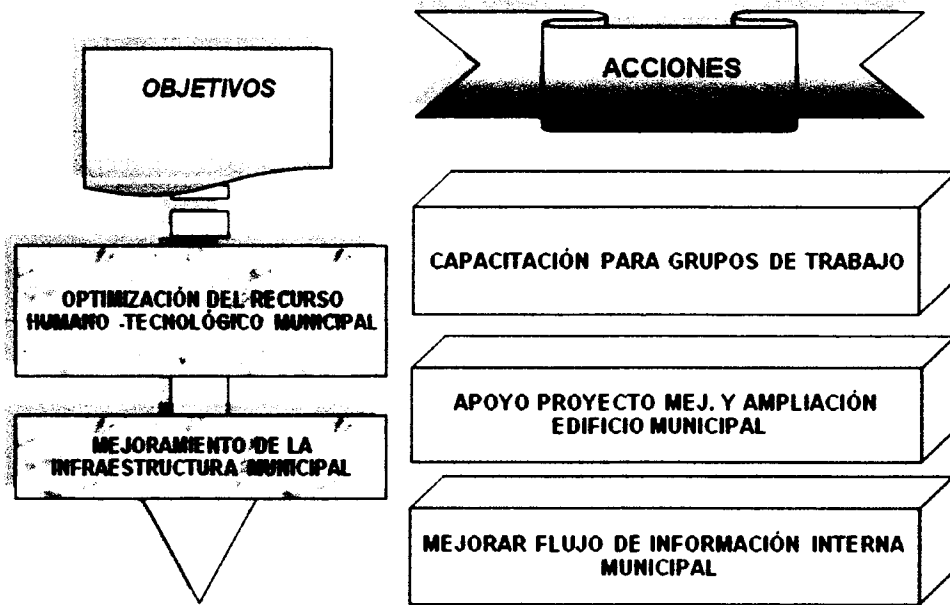 OBJETIVOS
OPTIMIZACIÓN DEL RECURSO
HUMANO -TECNOLÓGICO MUNICIPAL
MEJORAMIENTO DE LA
INFRAESTRUCTURA MUNICIPAL
ACCIONES
CAPACITACIÓN PARA GRUPOS DE TRABAJO
APOYO PROYECTO MEJ. Y AMPLIACIÓN
EDIFICIO MUNICIPAL
MEJORAR FLUJO DE INFORMACIÓN INTERNA
MUNICIPAL